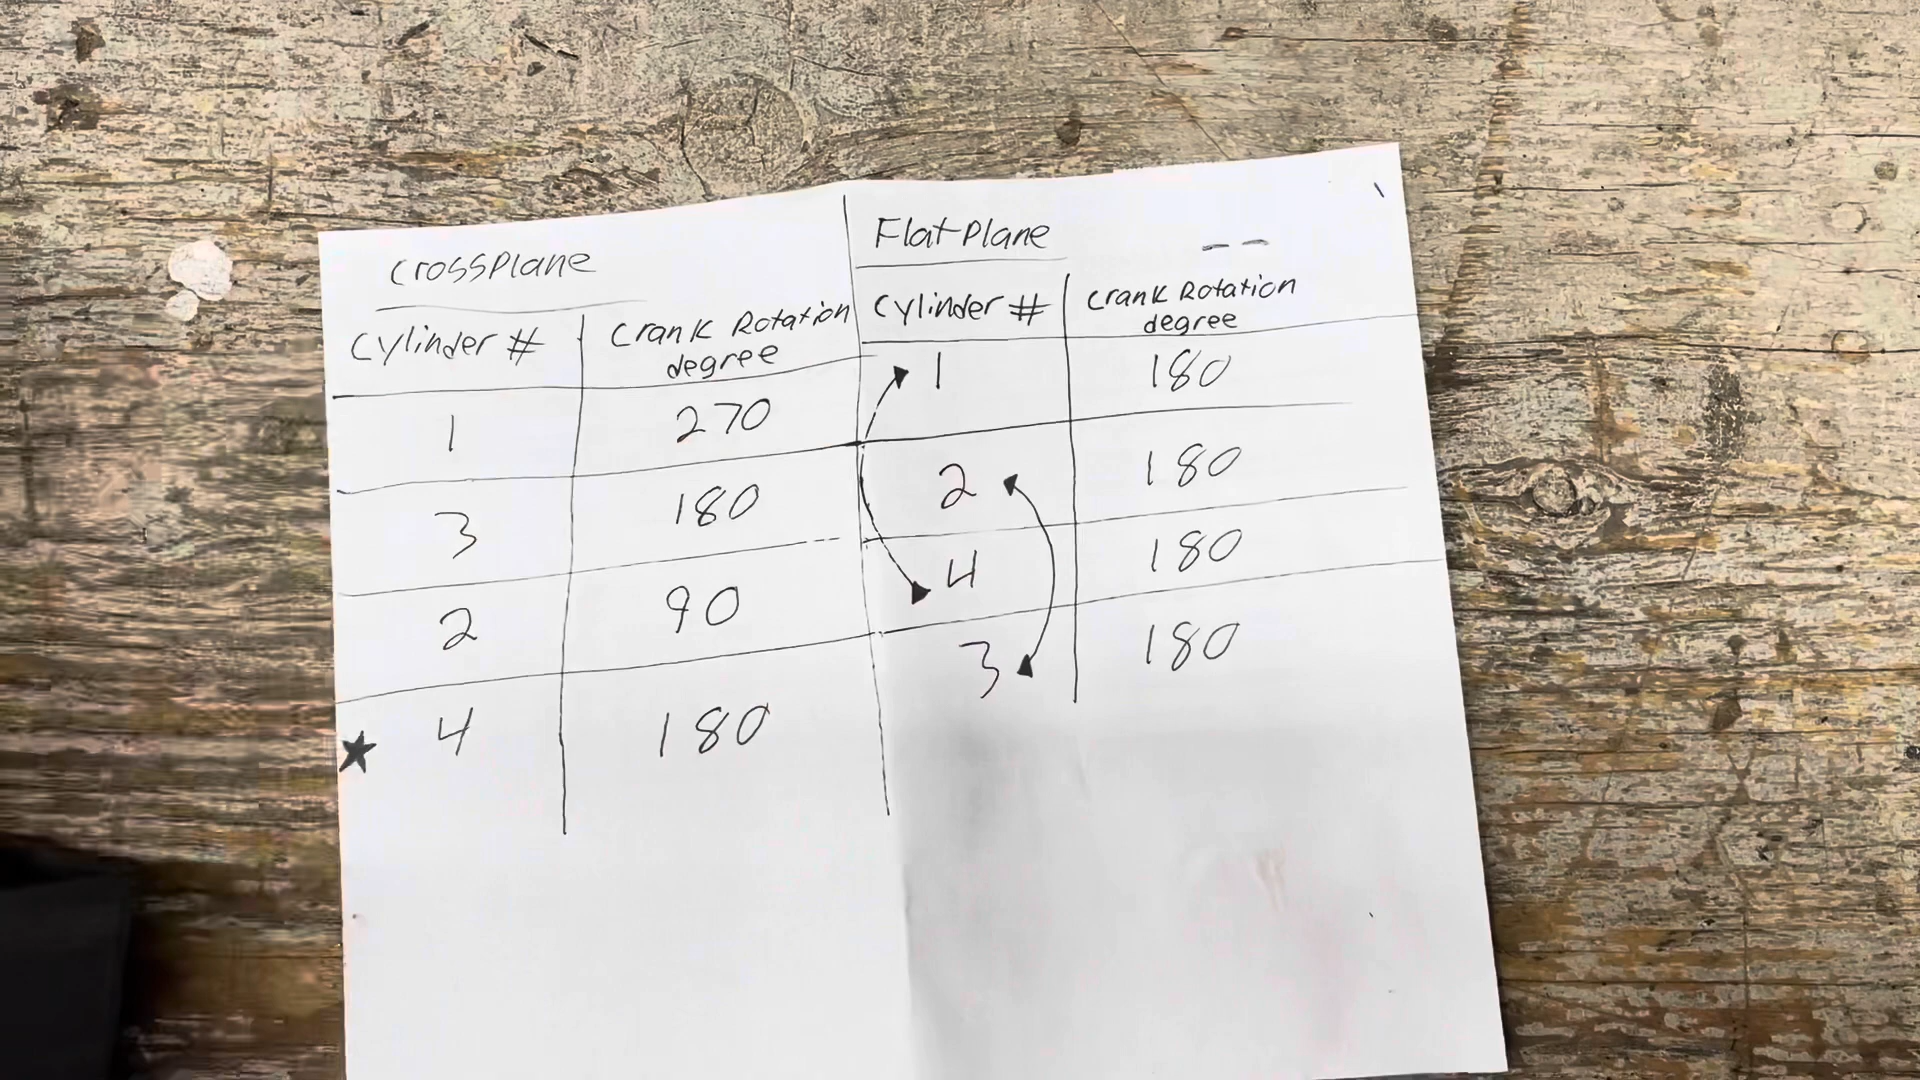 CrossPlane
Cylinder #
Crank Rotation
degree
1
270
3
180
2
90
★ 4
180
Flat-Plane
Cylinder #
Crank Rotation
degree
1
180
2
180
4
180
3
180